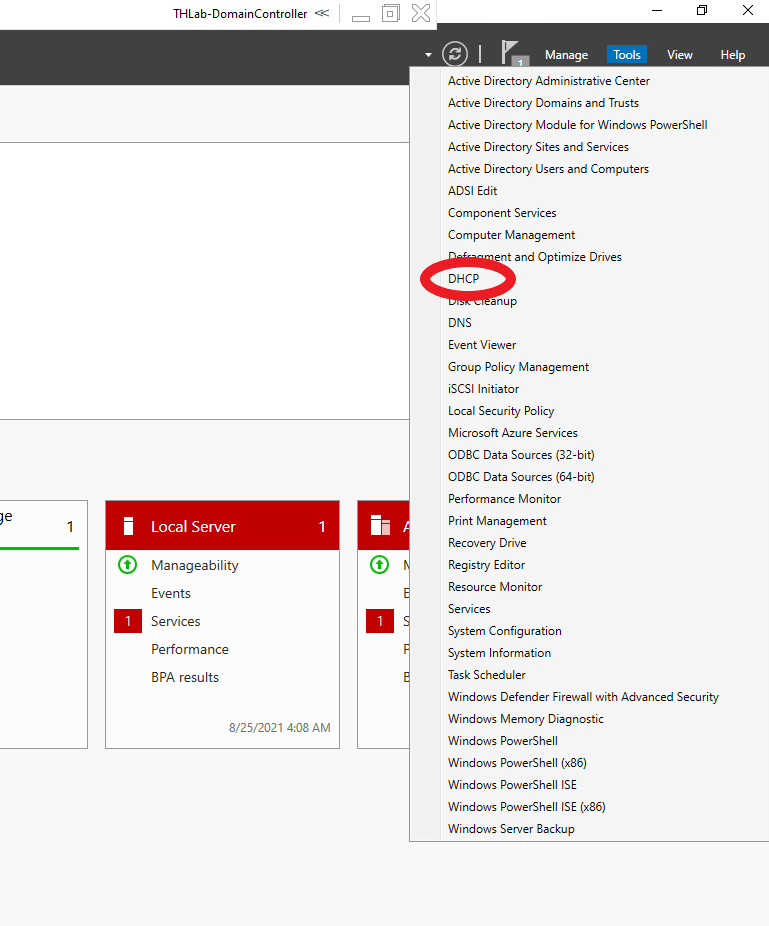 THLab-DomainController
1
Manage
Tools
View
Help
Active Directory Administrative Center
Active Directory Domains and Trusts
Active Directory Module for Windows PowerShell
Active Directory Sites and Services
Active Directory Users and Computers
ADSI Edit
Component Services
Computer Management
Defragment and Optimize Drives
DHCP
Disk Cleanup
DNS
Event Viewer
Group Policy Management
iSCSI Initiator
Local Security Policy
Microsoft Azure Services
ODBC Data Sources (32-bit)
ODBC Data Sources (64-bit)
Performance Monitor
Print Management
Recovery Drive
Registry Editor
Resource Monitor
Services
System Configuration
System Information
Task Scheduler
Windows Defender Firewall with Advanced Security
Windows Memory Diagnostic
Windows PowerShell
Windows PowerShell (x86)
Windows PowerShell ISE
Windows PowerShell ISE (x86)
Windows Server Backup
ge 1
Local Server 1
Manageability
Events
1 Services
Performance
BPA results
8/25/2021 4:08 AM
1